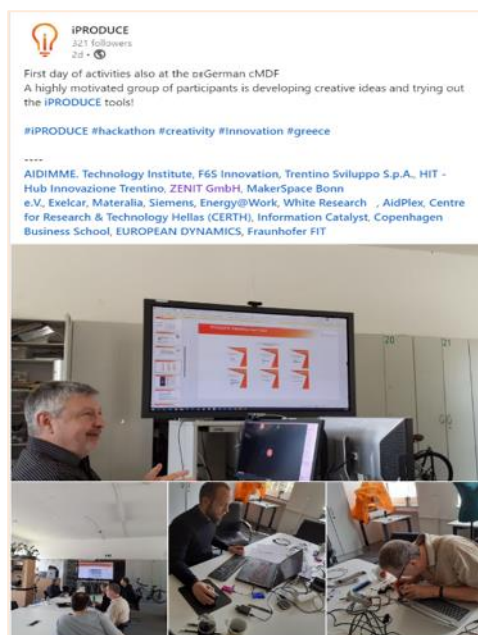 iPRODUCE
321 followers
2d •
First day of activities also at the DEGerman cMDF
A highly motivated group of participants is developing creative ideas and trying out
the iPRODUCE tools!
#iPRODUCE #hackathon #creativity #Innovation #greece
----
AIDIMME. Technology Institute, F6S Innovation, Trentino Sviluppo S.p.A., HIT -
Hub Innovazione Trentino, ZENIT GmbH, MakerSpace Bonn
e.V., Exelcar, Materalia, Siemens, Energy@Work, White Research , AidPlex, Centre
for Research & Technology Hellas (CERTH), Information Catalyst, Copenhagen
Business School, EUROPEAN DYNAMICS, Fraunhofer FIT
20
21